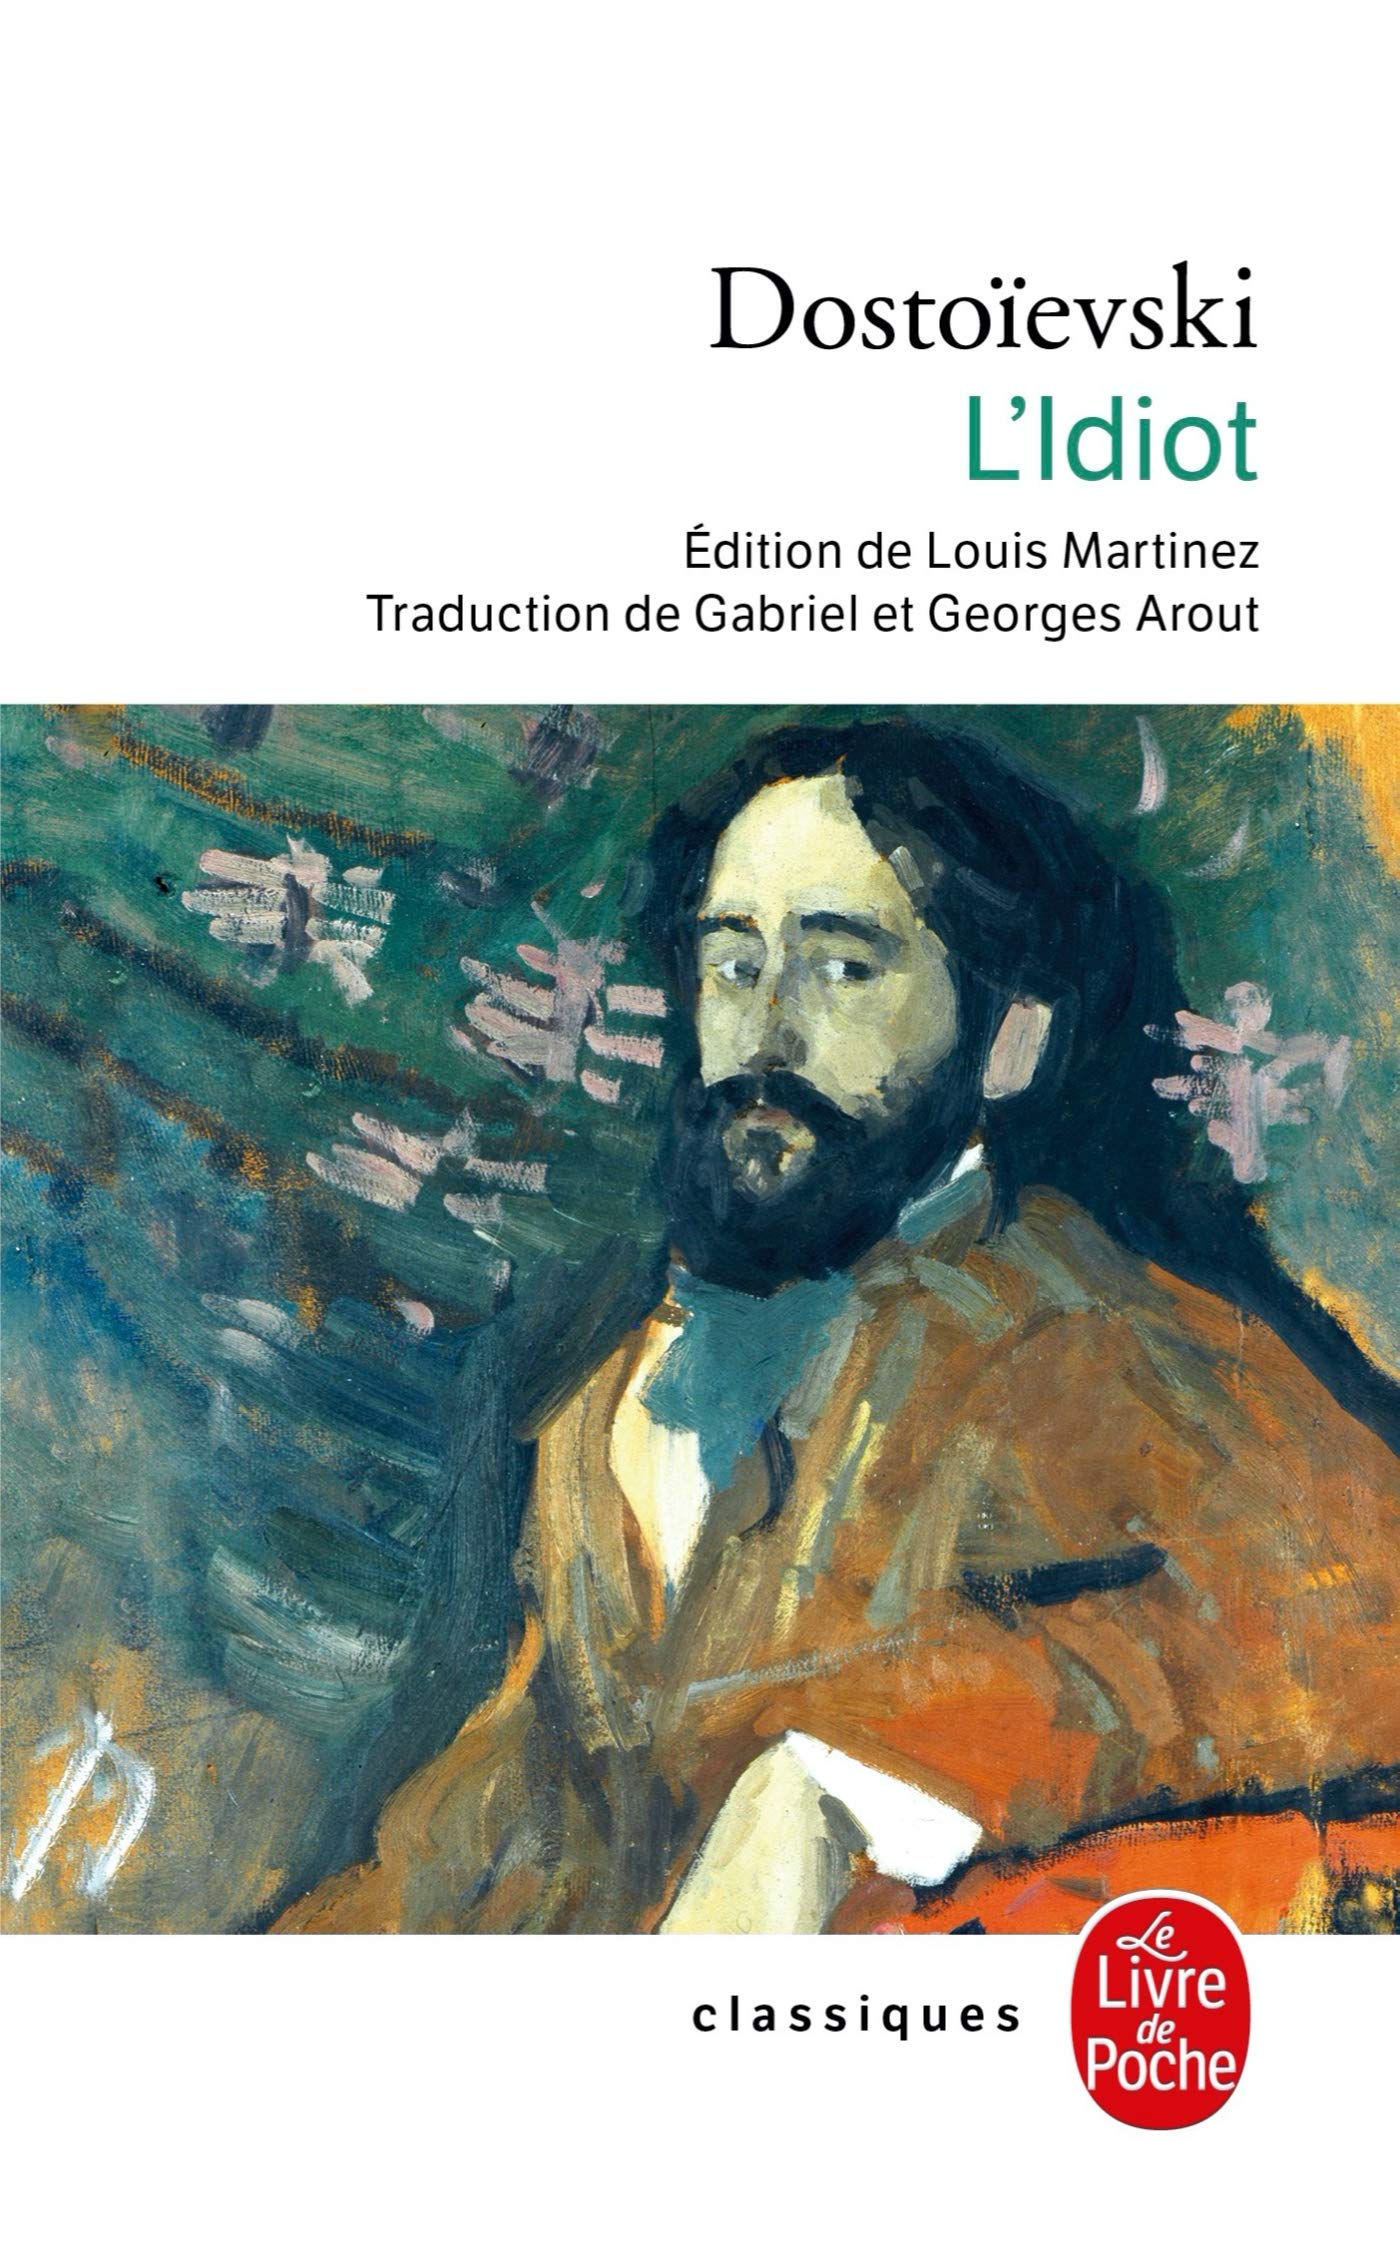 Dostoïevski
L’Idiot
Édition de Louis Martinez
Traduction de Gabriel et Georges Arout
classiques
Le
Livre
de
Poche